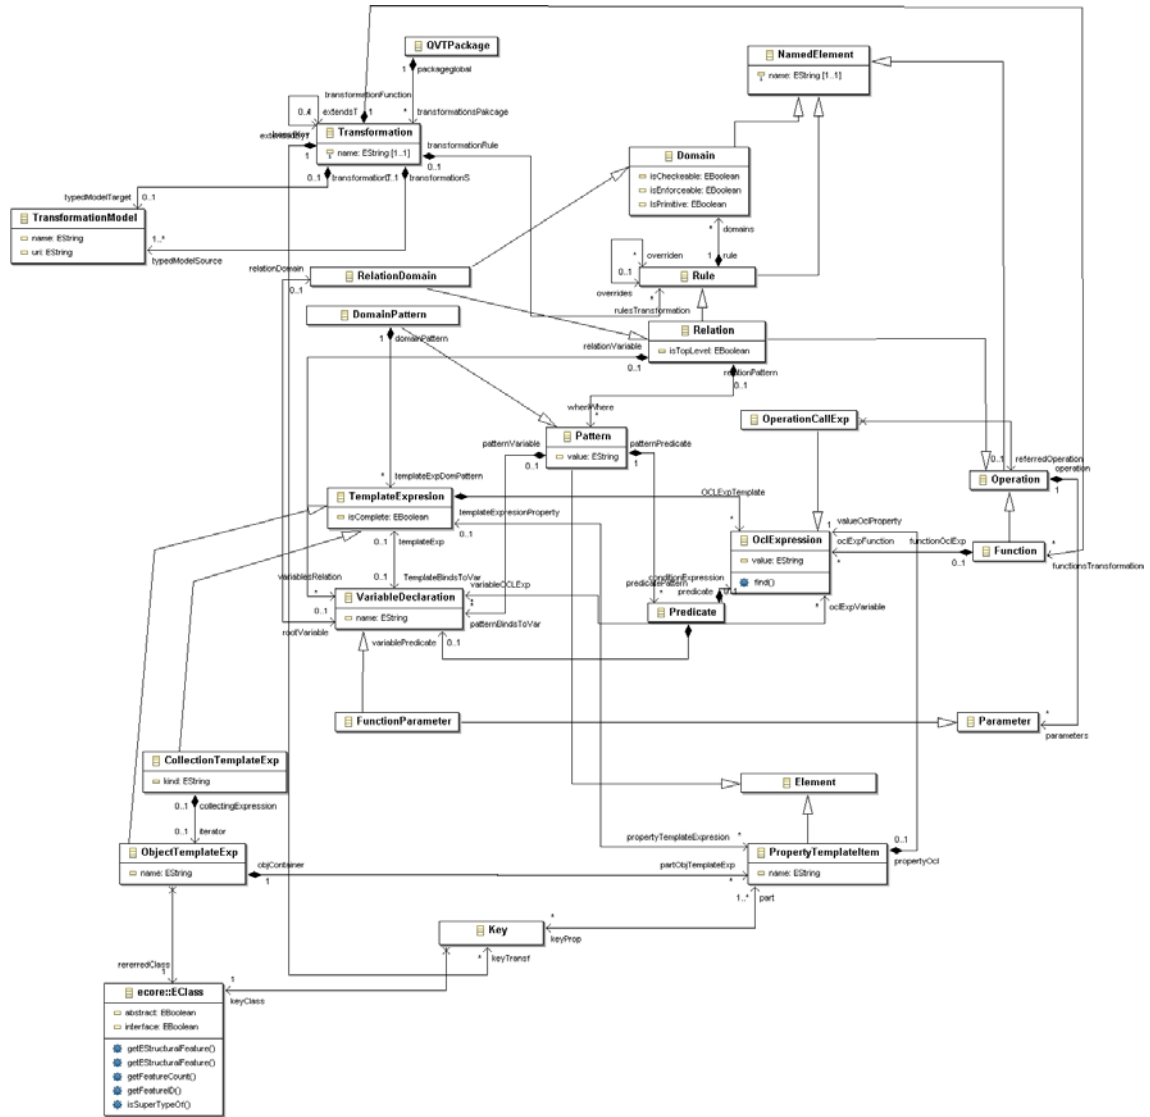 QVTPackage
1
packageglobal
NamedElement
name: EString [1..1]
transformationFunction
extendsT
1
*
transformationsPakcage
Transformation
name: EString [1..1]
1
transformationRule
0..1
0..1
transformationS
Domain
isCheckeable: EBoolean
isEnforceable: EBoolean
isPrimitive: EBoolean
typedModelTarget
0..1
TransformationModel
name: EString
uri: EString
1..*
typedModelSource
*
domains
*
overriden
1
rule
0..1
Rule
overrides
*
rulesTransformation
relationDomain
0..1
RelationDomain
DomainPattern
1
domainPattern
Relation
isTopLevel: EBoolean
relationVariable
0..1
relationPattern
0..1
*
OperationCallExp
Pattern
value: EString
patternVariable
0..1
patternPredicate
1
0..1
referredOperation
operation
1
Operation
*
templateExpDomPattern
TemplateExpresion
isComplete: EBoolean
OCLExpTemplate
*
templateExpresionProperty
0..1
1
valueOclProperty
OclExpression
value: EString
find()
oclExpFunction
*
functionOclExp
0..1
Function
*
functionsTransformation
0..1
templateExp
0..1
TemplateBindsToVar
variablesRelation
*
0..1
rootVariable
VariableDeclaration
name: EString
variableOCLExp
*
patternBindsToVar
conditionExpression
predicatePattern
*
predicate
Predicate
*
oclExpVariable
variablePredicate
0..1
FunctionParameter
Parameter
*
parameters
CollectionTemplateExp
kind: EString
0..1
collectingExpression
0..1
iterator
Element
ObjectTemplateExp
name: EString
objContainer
1
propertyTemplateExpresion
*
partObjTemplateExp
*
PropertyTemplateItem
name: EString
0..1
propertyOcl
1..*
part
Key
*
keyProp
*
keyTransf
rererredClass
1
1
keyClass
ecore::EClass
abstract: EBoolean
interface: EBoolean
getEStructuralFeature()
getEStructuralFeature()
getFeatureCount()
getFeatureID()
isSuperTypeOf()